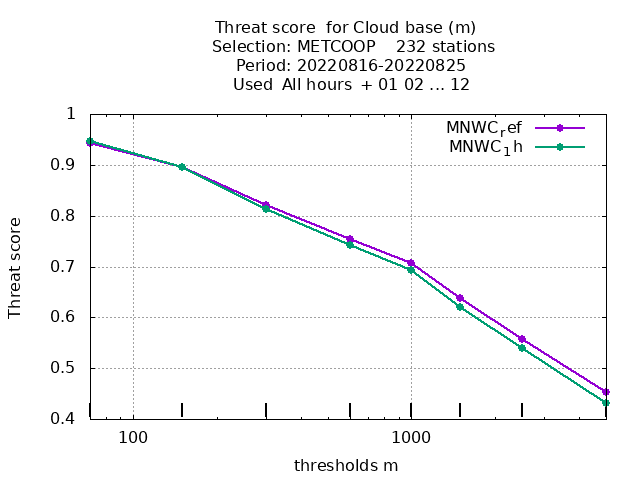 Threat score  for Cloud base (m)
Selection: METCOOP    232 stations
Period: 20220816-20220825
Used  All hours  + 01 02 ... 12
MNWC_ref
MNWC_1h
1
0.9
0.8
0.7
0.6
0.5
0.4
Threat score
100
1000
thresholds m